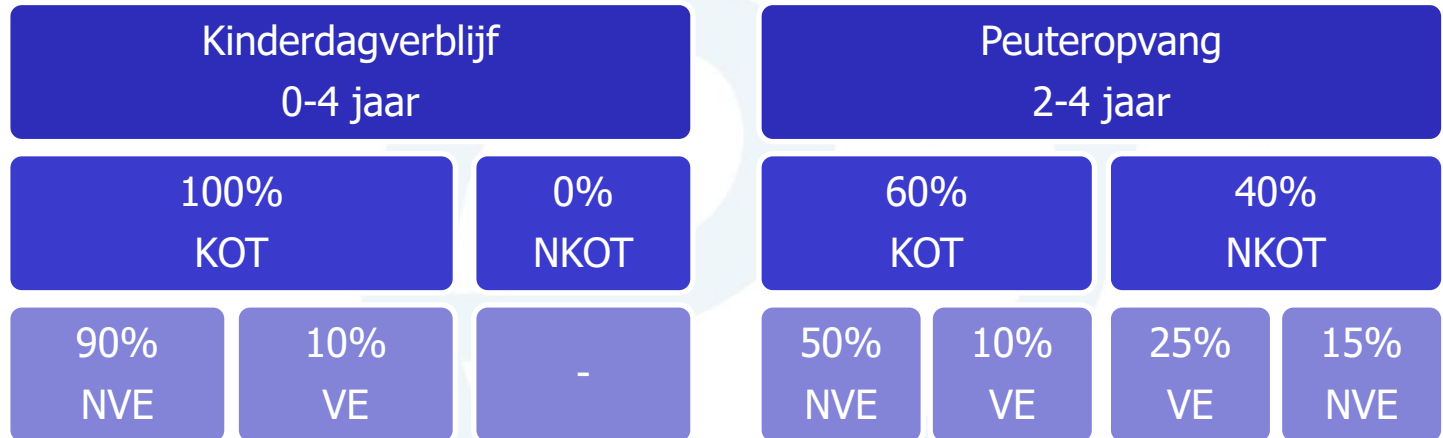 Kinderdagverblijf
0-4 jaar
Peuteropvang
2-4 jaar
100%
KOT
0%
NKOT
60%
KOT
40%
NKOT
90%
NVE
10%
VE
-
50%
NVE
10%
VE
25%
VE
15%
NVE